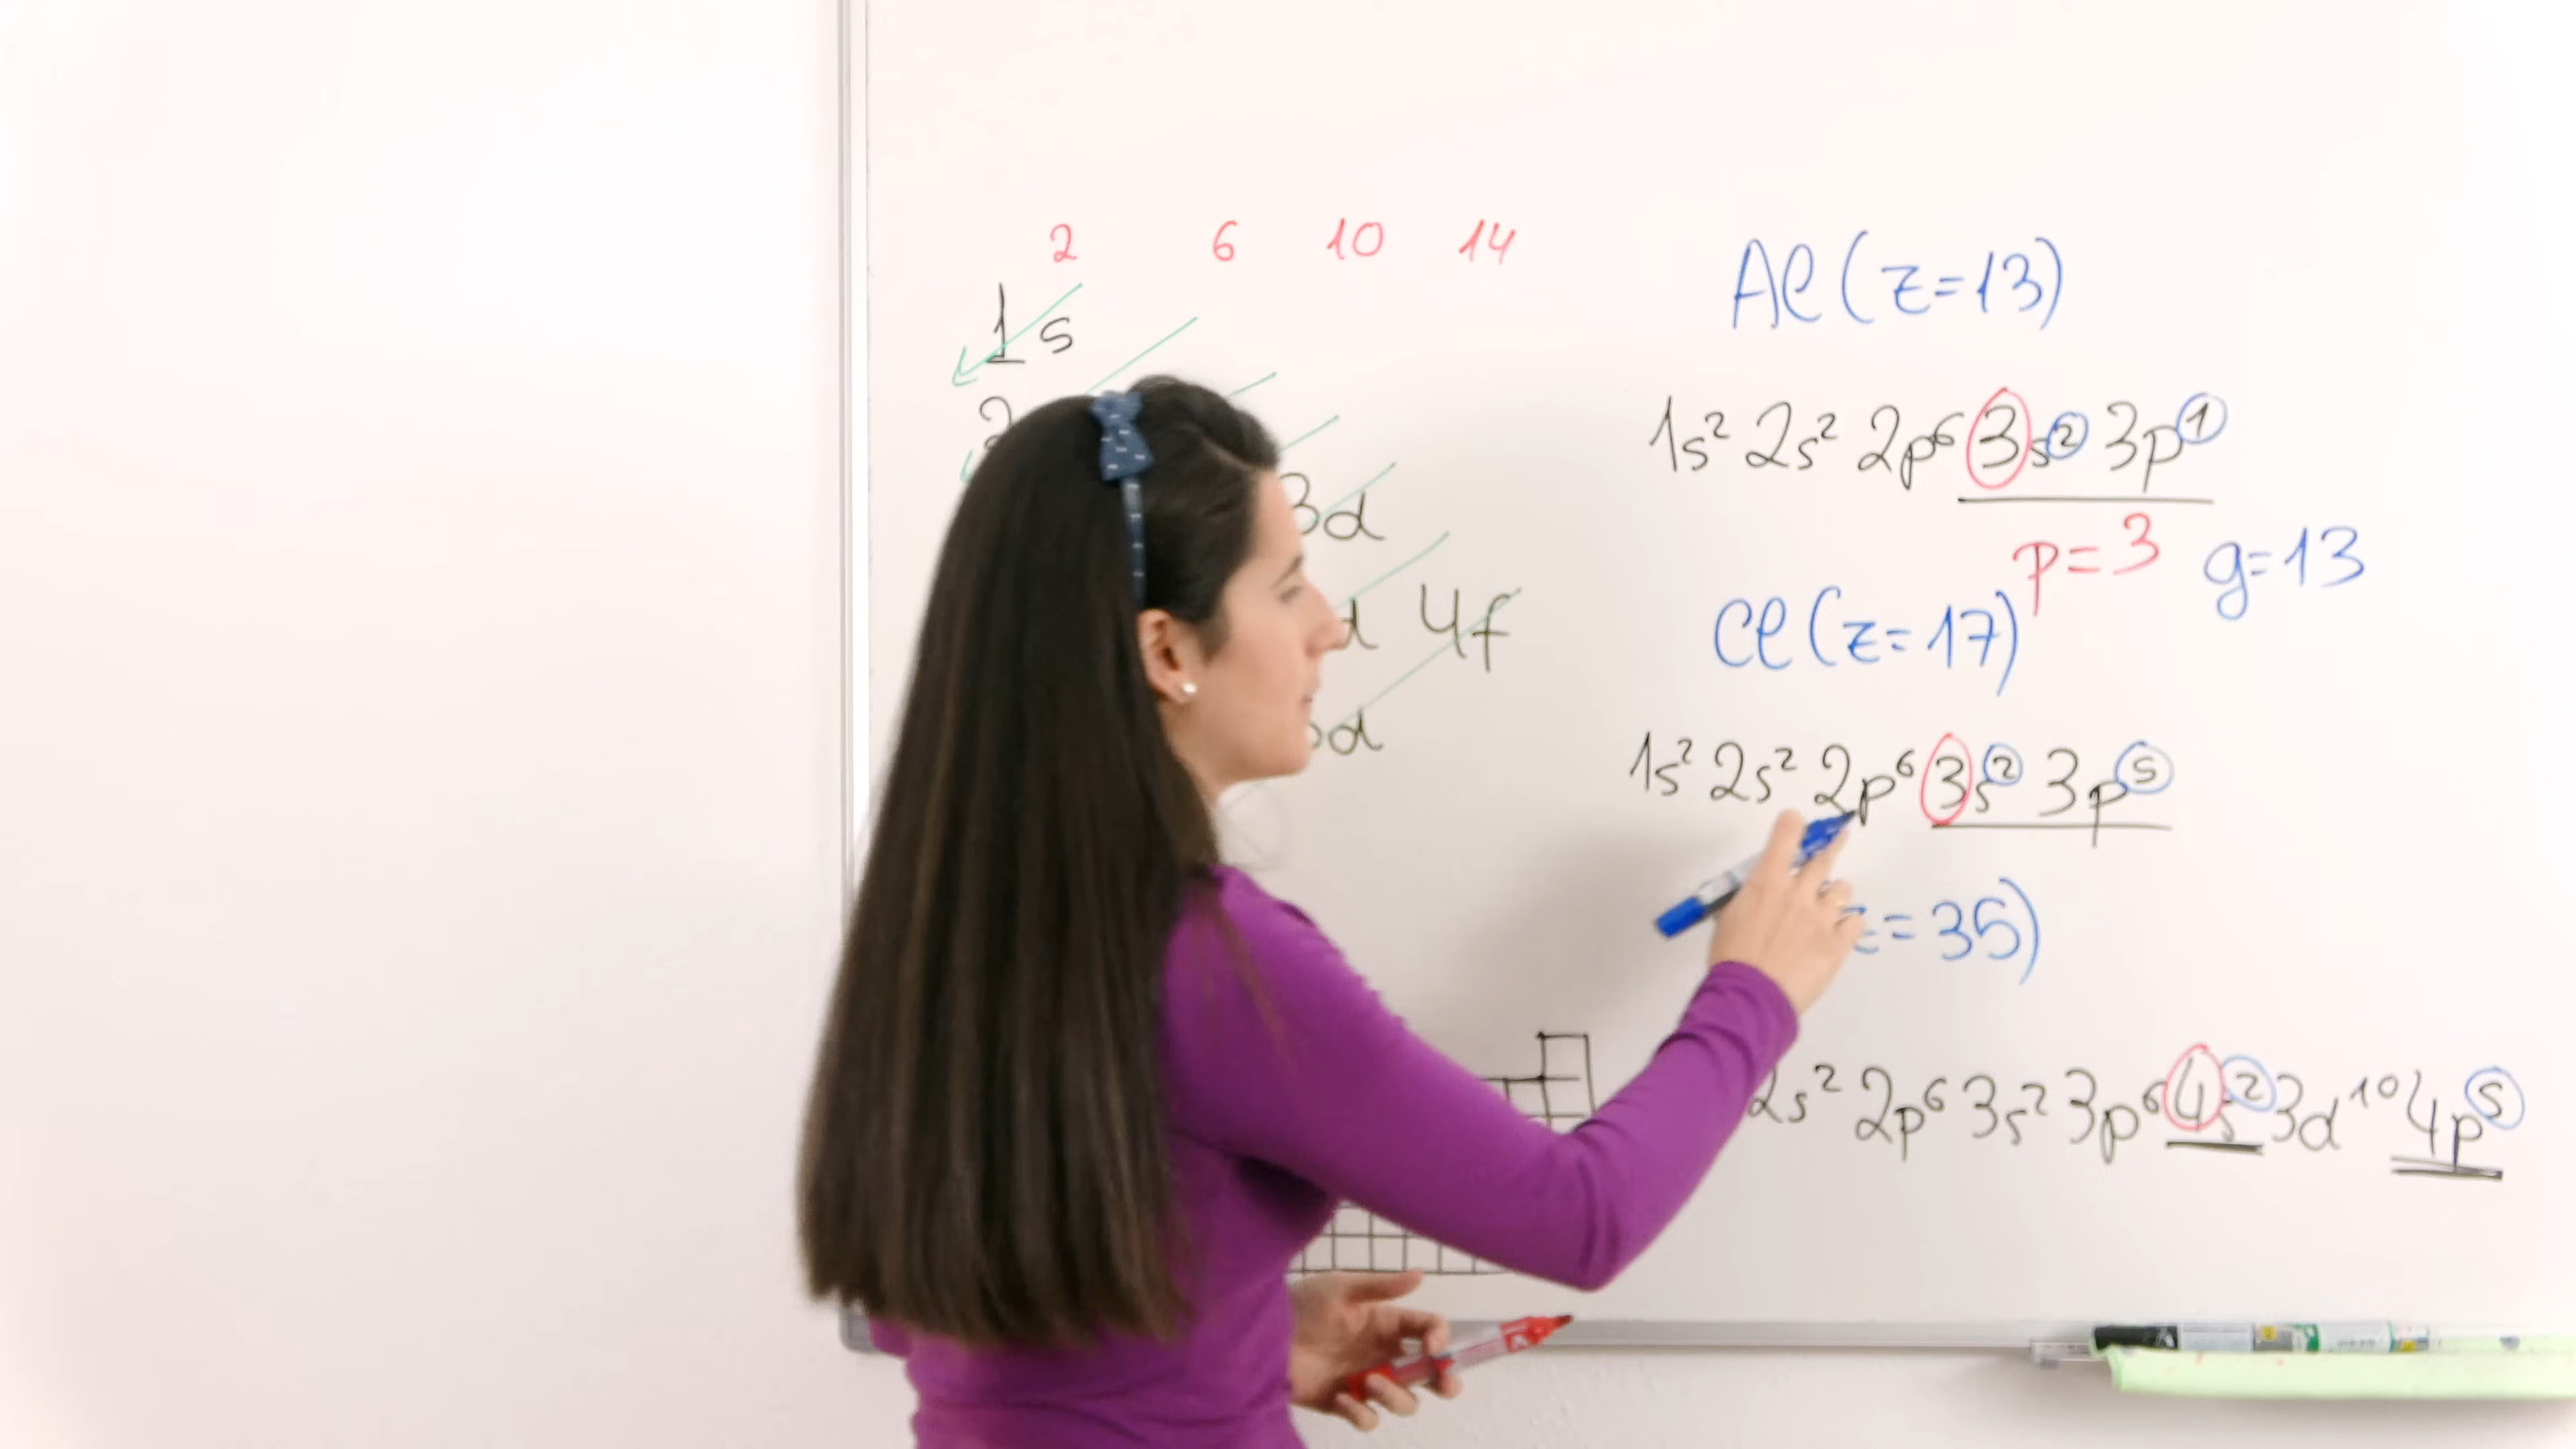 2 6 10 14
1s
2
3d
d 4f
d
Al (z=13)
1s² 2s² 2p⁶ 3s² 3p¹
p=3 g=13
Cl (z=17)
1s² 2s² 2p⁶ 3s² 3p⁵
z=35)
2s² 2p⁶ 3s² 3p⁶ 4s² 3d¹⁰ 4p⁵